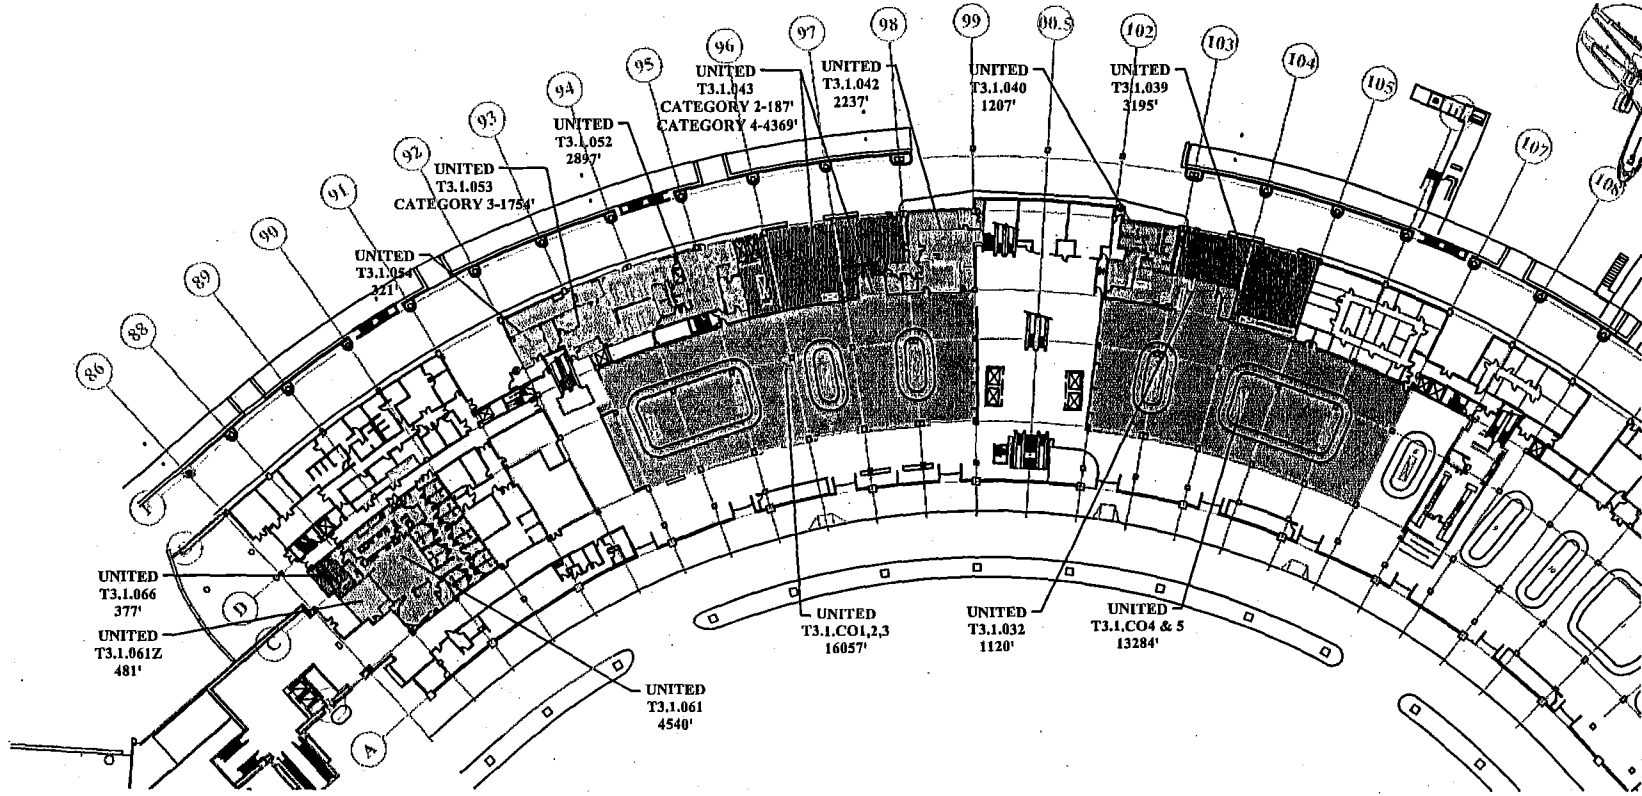 86
88
89
90
91
92
93
94
95
96
97
98
99
00.5
102
103
104
105
107
108
UNITED
T3.1.054
321'
UNITED
T3.1.053
CATEGORY 3-1754'
UNITED
T3.1.052
2897'
UNITED
T3.1.043
CATEGORY 2-187'
CATEGORY 4-4369'
UNITED
T3.1.042
2237'
UNITED
T3.1.040
1207'
UNITED
T3.1.039
3195'
F
E
D
C
A
UNITED
T3.1.066
377'
UNITED
T3.1.061Z
481'
UNITED
T3.1.061
4540'
UNITED
T3.1.CO1,2,3
16057'
UNITED
T3.1.032
1120'
UNITED
T3.1.CO4 & 5
13284'